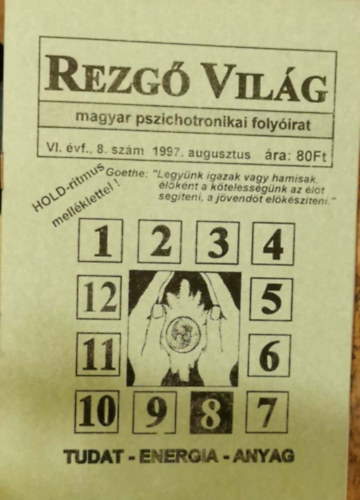 REZGŐ VILÁG
magyar pszichotronikai folyóirat
VI. évf., 8. szám 1997. augusztus ára: 80Ft
HOLD-ritmus
melléklettel!
Goethe: "Legyünk igazak vagy hamisak,
élőként a kötelességünk az élőt
segíteni, a jövendőt előkészíteni."
1 2 3 4
12 5
11 6
10 9 8 7
TUDAT - ENERGIA - ANYAG